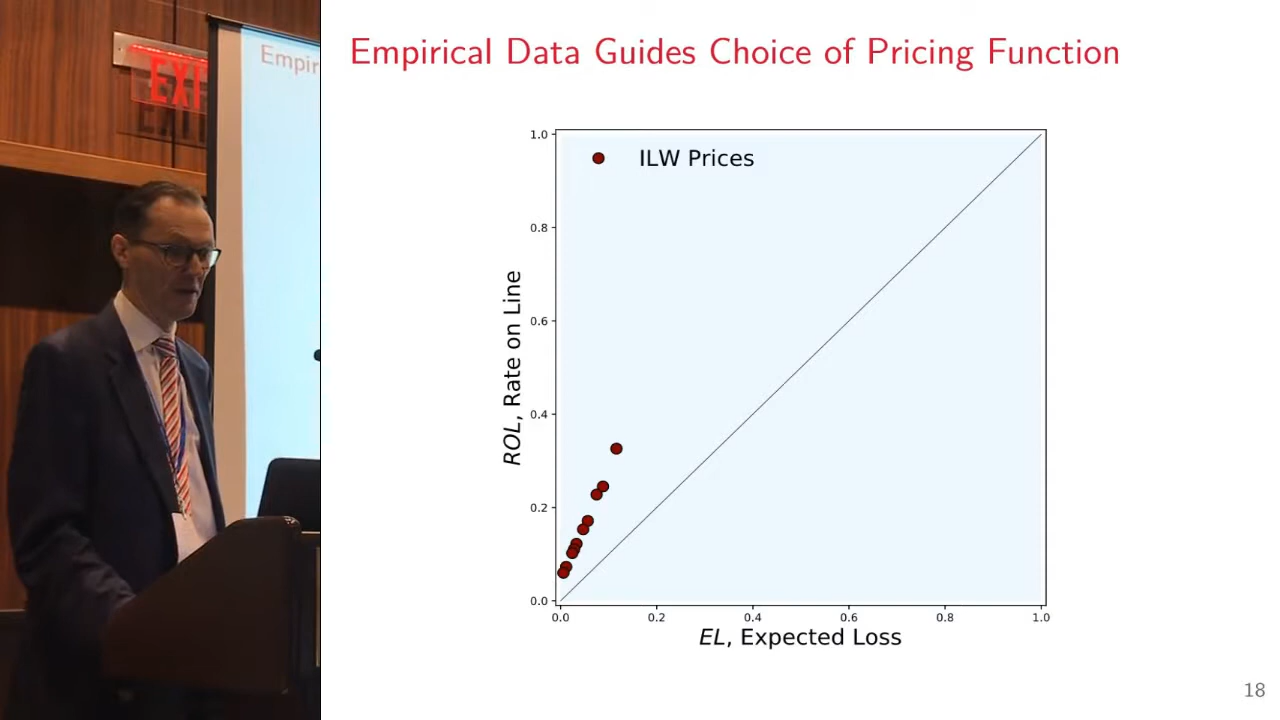 EXIT
Empir
Empirical Data Guides Choice of Pricing Function
ILW Prices
1.0
0.8
0.6
0.4
0.2
0.0
ROL, Rate on Line
0.0 0.2 0.4 0.6 0.8 1.0
EL, Expected Loss
18